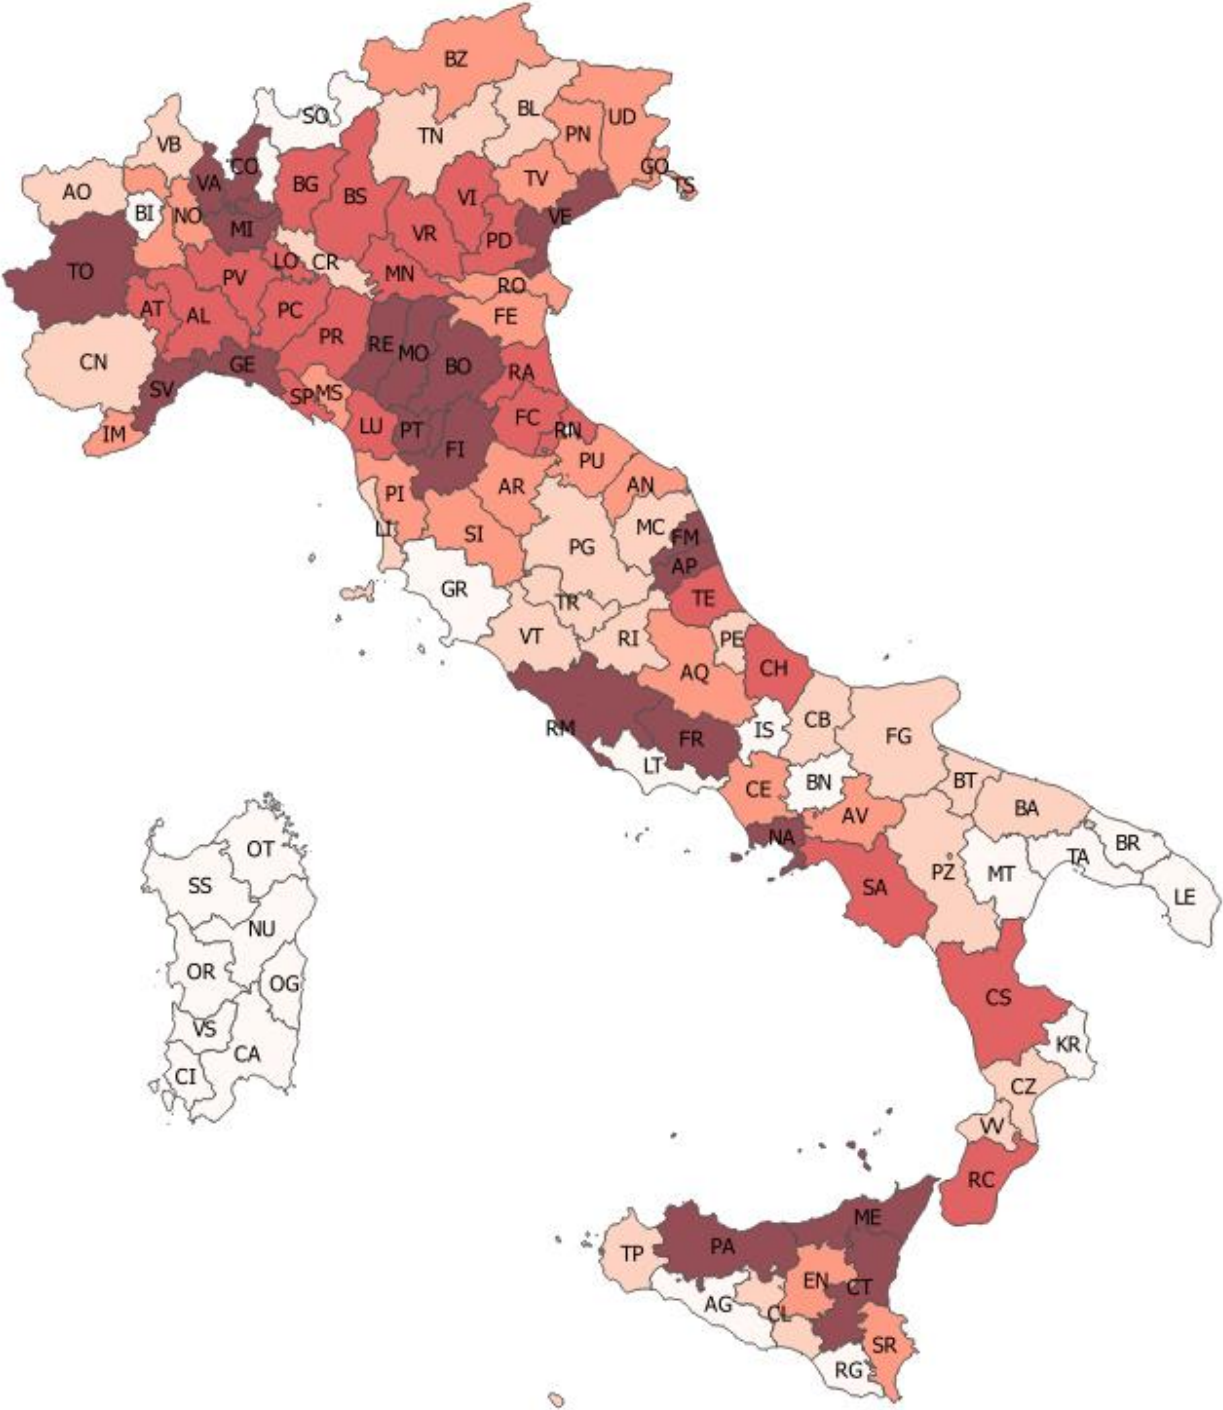 BZ
BL
UD
SO
PN
TN
VB
CO
GO
TS
VA
BG
TV
AO
BS
VI
BI
NO
VE
MI
VR
PD
LO
CR
TO
MN
PV
RO
AT
AL
PC
FE
PR
RE
MO
CN
GE
BO
RA
SV
SP
MS
FC
LU
PT
RN
IM
FI
PU
AR
AN
PI
LI
SI
MC
FM
PG
AP
GR
TR
TE
VT
RI
PE
AQ
CH
CB
RM
IS
FR
FG
LT
CE
BN
BT
BA
AV
NA
BR
OT
TA
PZ
MT
SS
SA
LE
NU
OR
OG
CS
VS
KR
CA
CI
CZ
VV
RC
ME
PA
TP
EN
CT
AG
CL
SR
RG